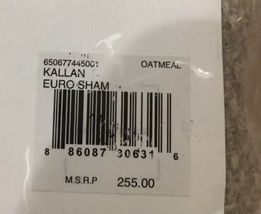 650677445001 OATMEAL
KALLAN
EURO SHAM
8 86087 30631 6
M.S.R.P 255.00